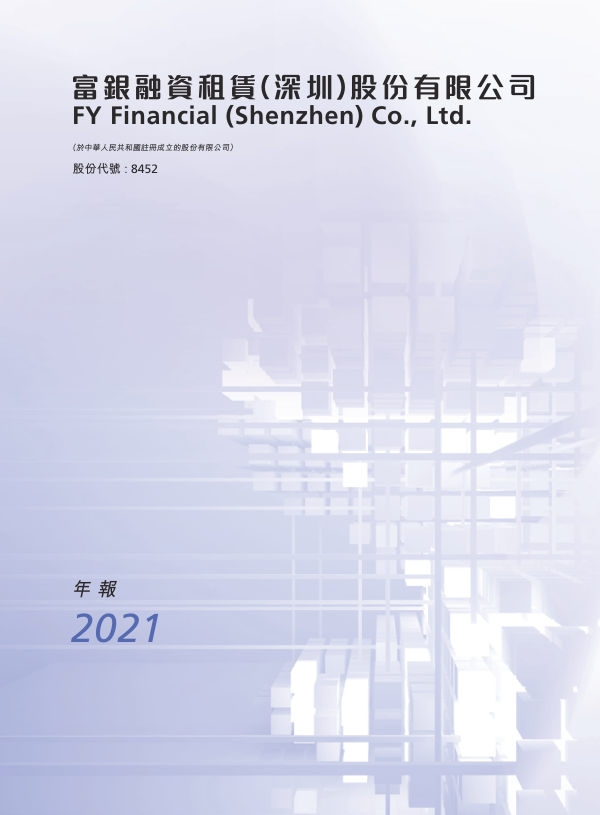 富銀融資租賃(深圳)股份有限公司
FY Financial (Shenzhen) Co., Ltd.
（於中華人民共和國註冊成立的股份有限公司）
股份代號 : 8452
年報
2021